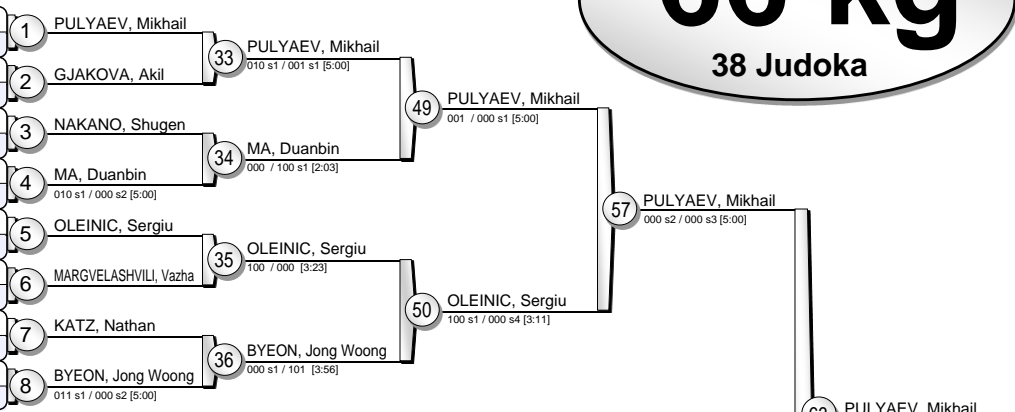 66 kg
38 Judoka
1 PULYAEV, Mikhail
2 GJAKOVA, Akil
3 NAKANO, Shugen
4 MA, Duanbin
010 s1 / 000 s2 [5:00]
5 OLEINIC, Sergiu
6 MARGVELASHVILI, Vazha
7 KATZ, Nathan
8 BYEON, Jong Woong
011 s1 / 000 s2 [5:00]
33 PULYAEV, Mikhail
010 s1 / 001 s1 [5:00]
34 MA, Duanbin
000 / 100 s1 [2:03]
35 OLEINIC, Sergiu
100 / 000 [3:23]
36 BYEON, Jong Woong
000 s1 / 101 [3:56]
49 PULYAEV, Mikhail
001 / 000 s1 [5:00]
50 OLEINIC, Sergiu
100 s1 / 000 s4 [3:11]
57 PULYAEV, Mikhail
000 s2 / 000 s3 [5:00]
PULYAEV, Mikhail